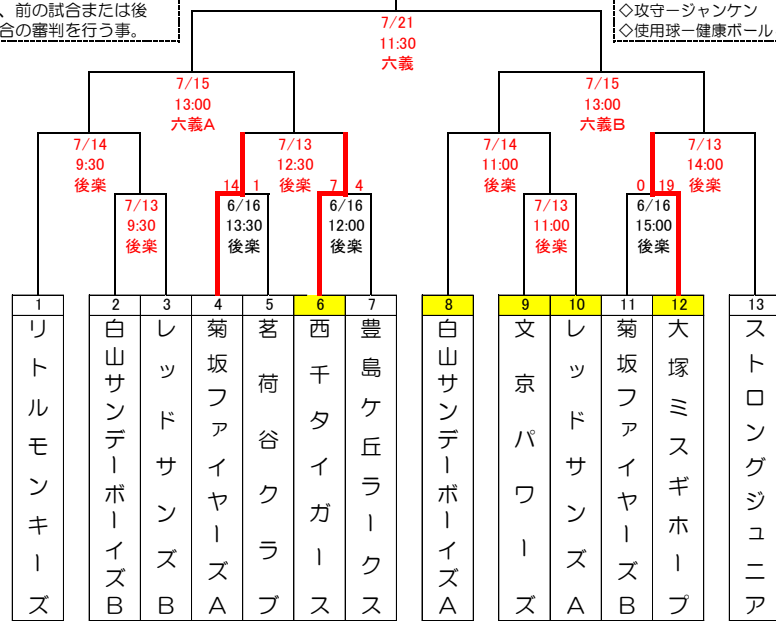 、前の試合または後
合の審判を行う事。
◇攻守ージャンケン
◇使用球ー健康ボール
7/21
11:30
六義
7/15
13:00
六義A
7/15
13:00
六義B
7/14
9:30
後楽
7/13
12:30
後楽
7/14
11:00
後楽
7/13
14:00
後楽
14 1
7 4
0 19
7/13
9:30
後楽
6/16
13:30
後楽
6/16
12:00
後楽
7/13
11:00
後楽
6/16
15:00
後楽
1 2 3 4 5 6 7 8 9 10 11 12 13
リトルモンキーズ
白山サンデーボーイズB
レッドサンズB
菊坂ファイヤーズA
茗荷谷クラブ
西千タイガース
豊島ケ丘ラークス
白山サンデーボーイズA
文京パワーズ
レッドサンズA
菊坂ファイヤーズB
大塚ミスギホープ
ストロングジュニア